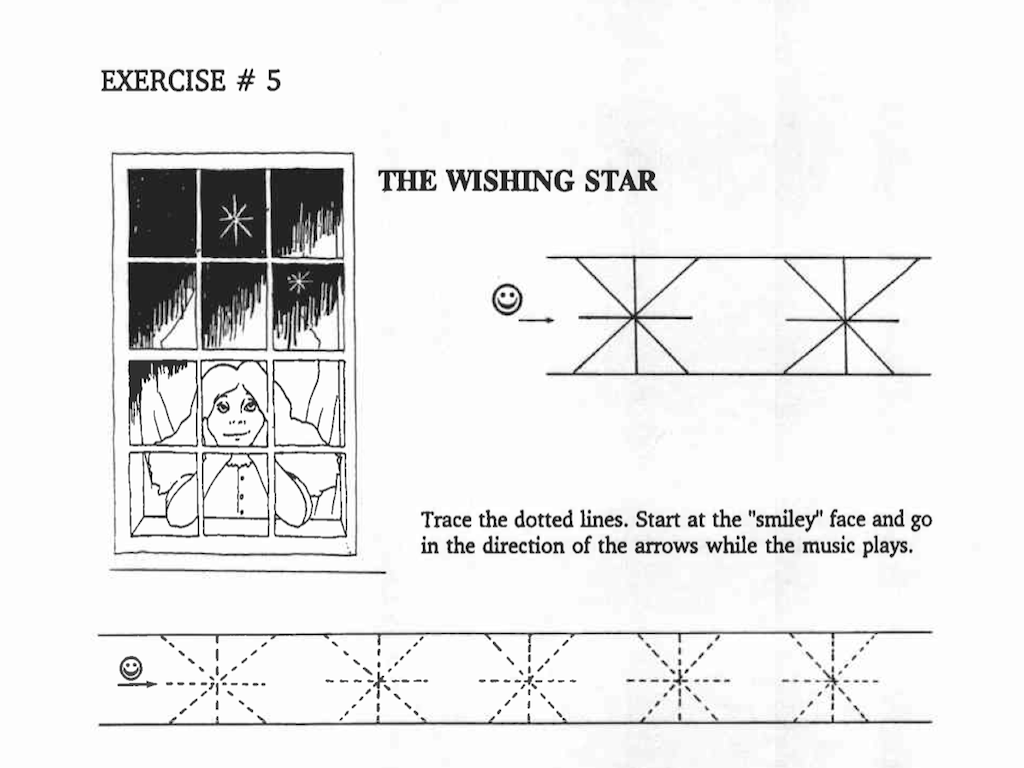 EXERCISE # 5
THE WISHING STAR
Trace the dotted lines. Start at the "smiley" face and go
in the direction of the arrows while the music plays.